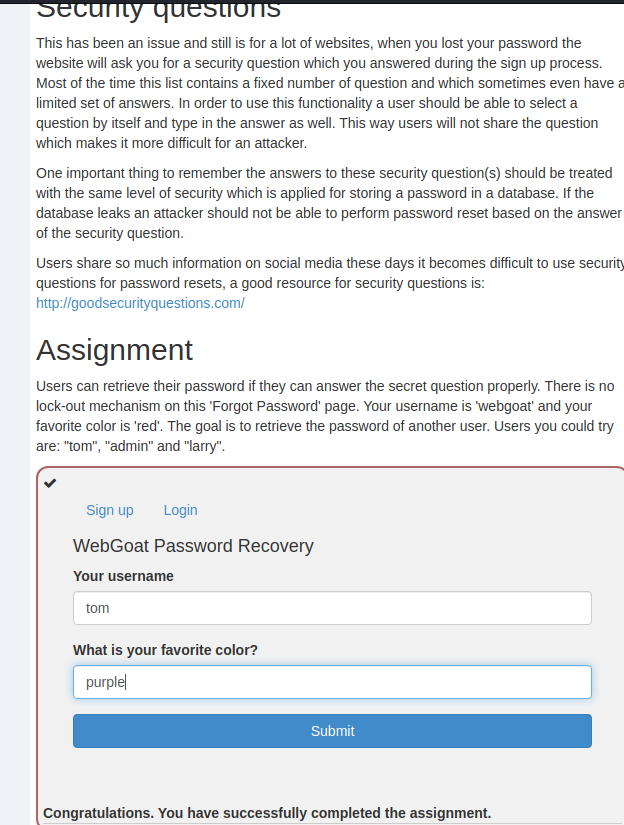 Security questions
This has been an issue and still is for a lot of websites, when you lost your password the
website will ask you for a security question which you answered during the sign up process.
Most of the time this list contains a fixed number of question and which sometimes even have a
limited set of answers. In order to use this functionality a user should be able to select a
question by itself and type in the answer as well. This way users will not share the question
which makes it more difficult for an attacker.
One important thing to remember the answers to these security question(s) should be treated
with the same level of security which is applied for storing a password in a database. If the
database leaks an attacker should not be able to perform password reset based on the answer
of the security question.
Users share so much information on social media these days it becomes difficult to use security
questions for password resets, a good resource for security questions is:
http://goodsecurityquestions.com/
Assignment
Users can retrieve their password if they can answer the secret question properly. There is no
lock-out mechanism on this 'Forgot Password' page. Your username is 'webgoat' and your
favorite color is 'red'. The goal is to retrieve the password of another user. Users you could try
are: "tom", "admin" and "larry".
Sign up Login
WebGoat Password Recovery
Your username
tom
What is your favorite color?
purple
Submit
Congratulations. You have successfully completed the assignment.